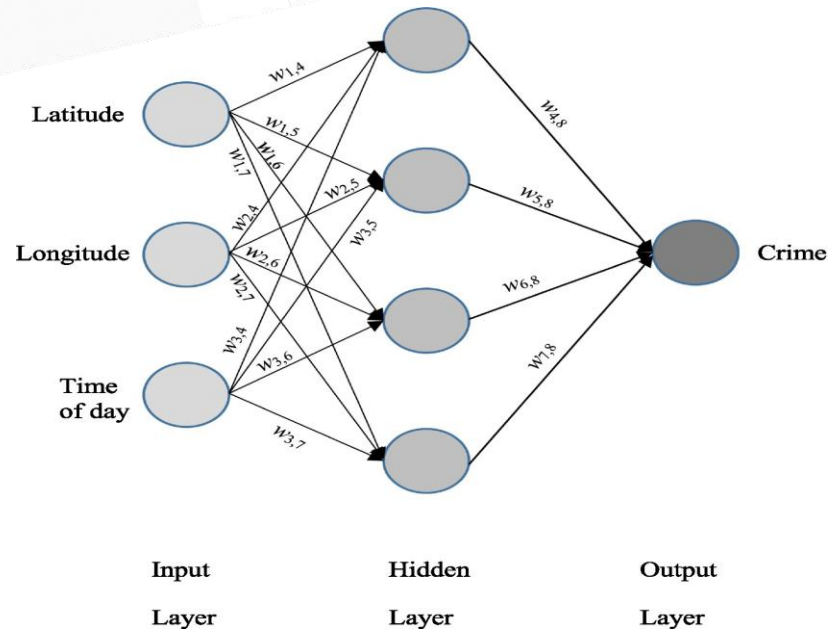 Latitude
Longitude
Time
of day
w1,4
w1,5
w1,6
w1,7
w2,4
w2,5
w2,6
w2,7
w3,4
w3,5
w3,6
w3,7
w4,8
w5,8
w6,8
w7,8
Crime
Input
Layer
Hidden
Layer
Output
Layer